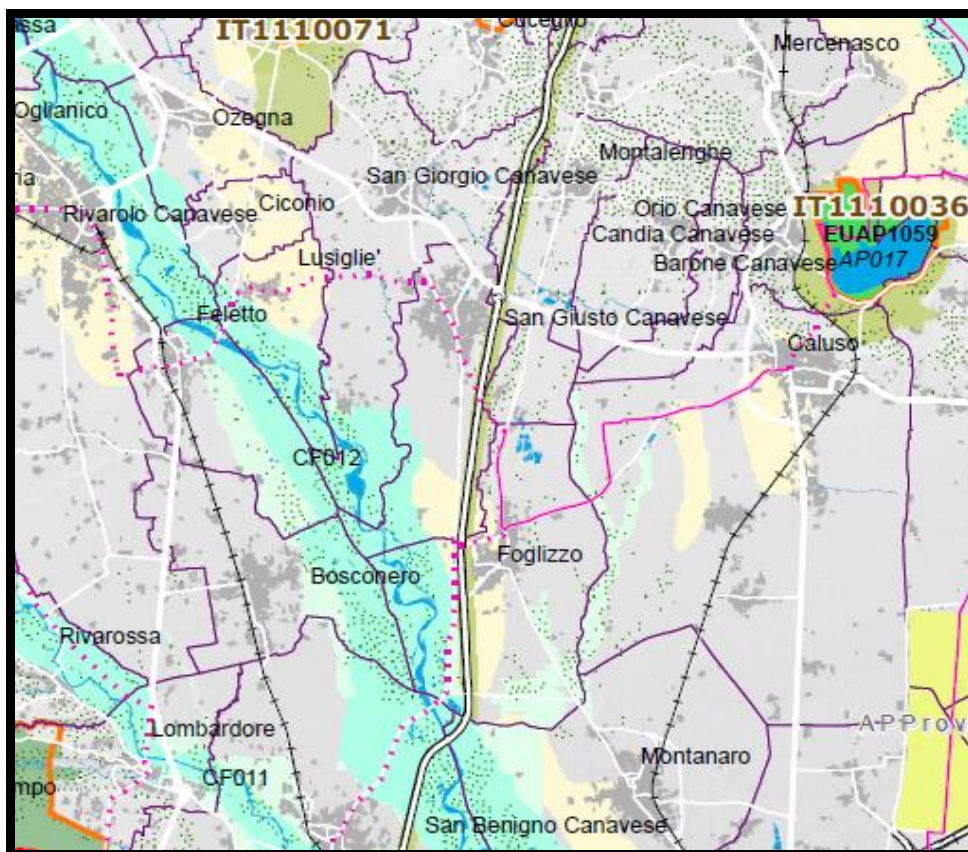 IT1110071
Mercenasco
Oglianico
Ozegna
Montalenghe
San Giorgio Canavese
Ciconio
Orio Canavese
IT1110036
Rivarolo Canavese
Candia Canavese
EUAP1059
Lusiglie'
Barone Canavese
AP017
Feletto
San Giusto Canavese
Caluso
CF012
Foglizzo
Bosconero
Rivarossa
APProv
Lombardore
Montanaro
CF011
mpo
San Benigno Canavese